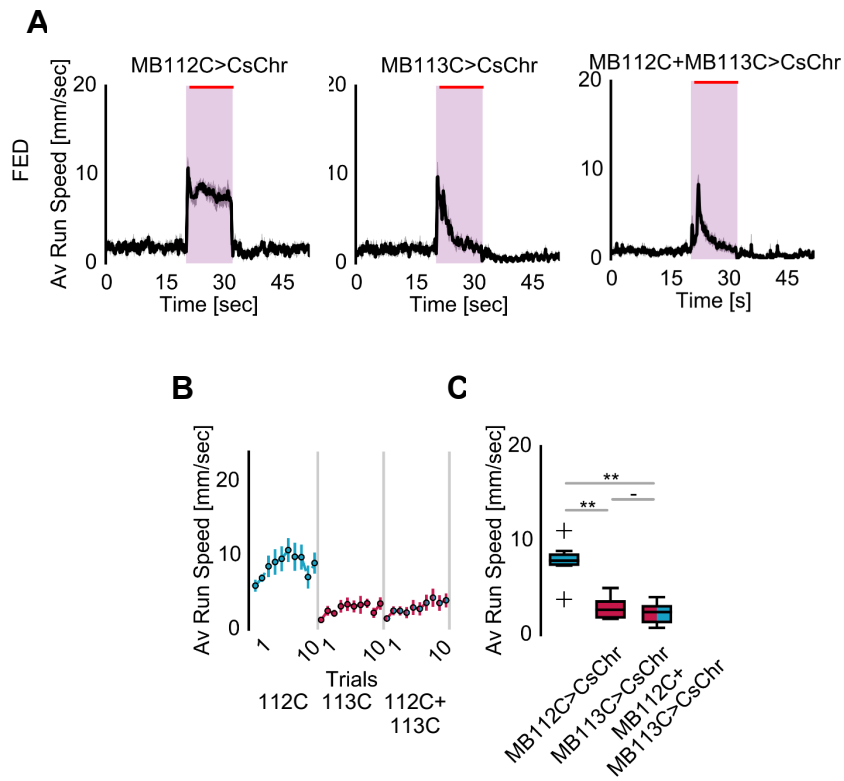 A
MB112C>CsChr
MB113C>CsChr
MB112C+MB113C>CsChr
FED
Av Run Speed [mm/sec]
20
10
0
0 15 30 45
Time [sec]
20
10
0
0 15 30 45
Time [sec]
20
10
0
0 15 30 45
Time [s]
B
Av Run Speed [mm/sec]
20
10
0
1 10 1 10 1 10
Trials
112C 113C 112C+
113C
C
Av Run Speed [mm/sec]
20
10
0
**
** -
MB112C>CsChr
MB113C>CsChr
MB112C+
MB113C>CsChr